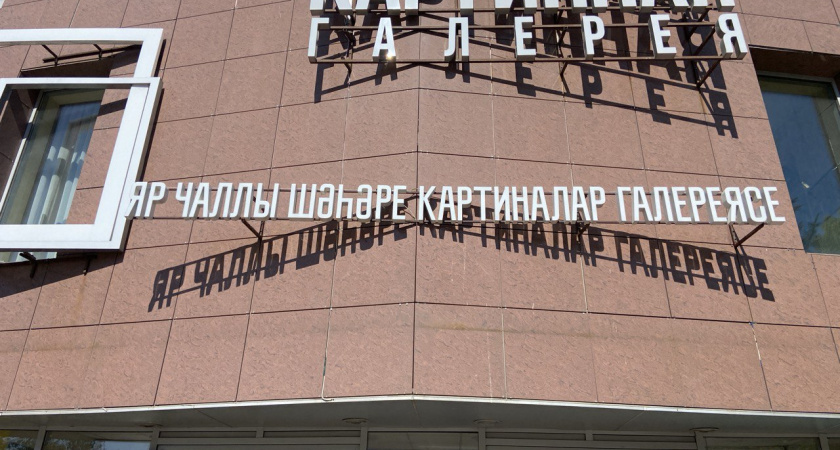 ГАЛЕРЕЯ
ЯР ЧАЛЛЫ ШӘҺӘРЕ КАРТИНАЛАР ГАЛЕРЕЯСЕ